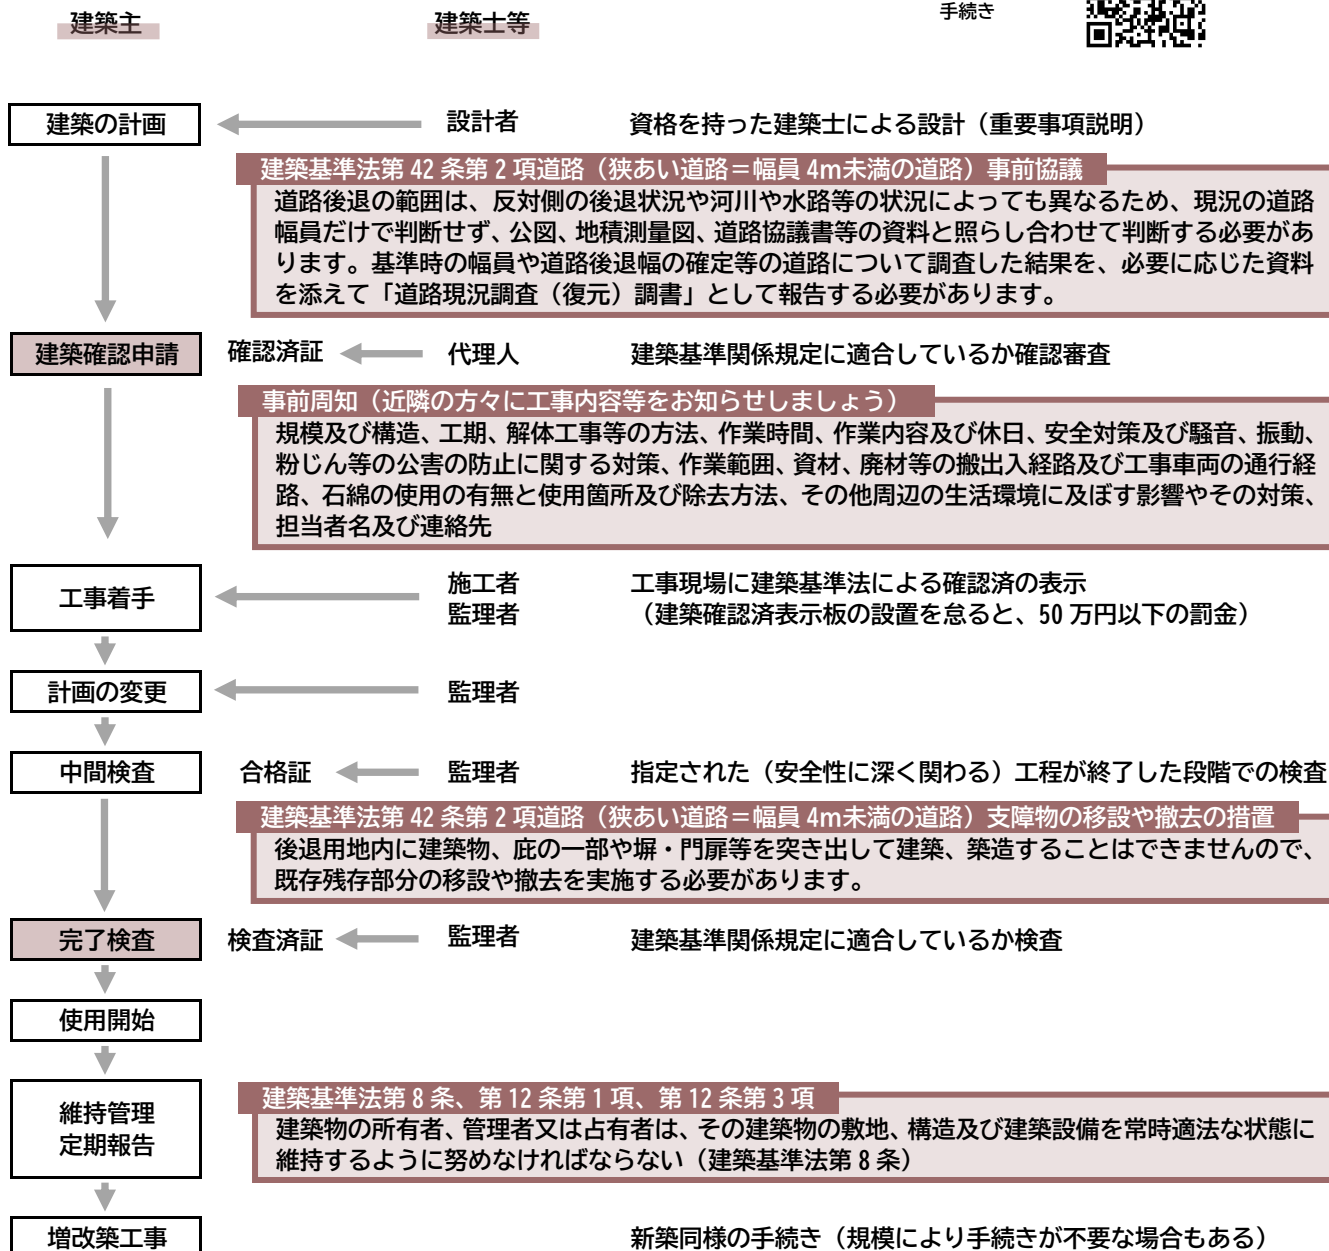 手続き
建築主 建築士等
建築の計画 設計者 資格を持った建築士による設計（重要事項説明）
建築基準法第 42 条第 2 項道路（狭あい道路＝幅員 4m未満の道路）事前協議
道路後退の範囲は、反対側の後退状況や河川や水路等の状況によっても異なるため、現況の道路
幅員だけで判断せず、公図、地積測量図、道路協議書等の資料と照らし合わせて判断する必要があ
ります。基準時の幅員や道路後退幅の確定等の道路について調査した結果を、必要に応じた資料
を添えて「道路現況調査（復元）調書」として報告する必要があります。
建築確認申請 確認済証 代理人 建築基準関係規定に適合しているか確認審査
事前周知（近隣の方々に工事内容等をお知らせしましょう）
規模及び構造、工期、解体工事等の方法、作業時間、作業内容及び休日、安全対策及び騒音、振動、
粉じん等の公害の防止に関する対策、作業範囲、資材、廃材等の搬出入経路及び工事車両の通行経
路、石綿の使用の有無と使用箇所及び除去方法、その他周辺の生活環境に及ぼす影響やその対策、
担当者名及び連絡先
工事着手 施工者 工事現場に建築基準法による確認済の表示
監理者 （建築確認済表示板の設置を怠ると、50 万円以下の罰金）
計画の変更 監理者
中間検査 合格証 監理者 指定された（安全性に深く関わる）工程が終了した段階での検査
建築基準法第 42 条第 2 項道路（狭あい道路＝幅員 4m未満の道路）支障物の移設や撤去の措置
後退用地内に建築物、庇の一部や塀・門扉等を突き出して建築、築造することはできませんので、
既存残存部分の移設や撤去を実施する必要があります。
完了検査 検査済証 監理者 建築基準関係規定に適合しているか検査
使用開始
維持管理
定期報告
建築基準法第 8 条、第 12 条第 1 項、第 12 条第 3 項
建築物の所有者、管理者又は占有者は、その建築物の敷地、構造及び建築設備を常時適法な状態に
維持するように努めなければならない（建築基準法第 8 条）
増改築工事 新築同様の手続き（規模により手続きが不要な場合もある）